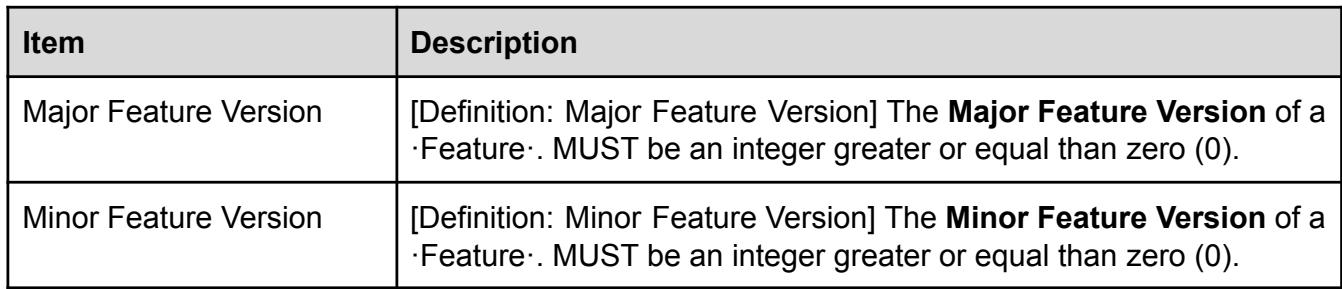 Item Description
Major Feature Version [Definition: Major Feature Version] The Major Feature Version of a
·Feature·. MUST be an integer greater or equal than zero (0).
Minor Feature Version [Definition: Minor Feature Version] The Minor Feature Version of a
·Feature·. MUST be an integer greater or equal than zero (0).